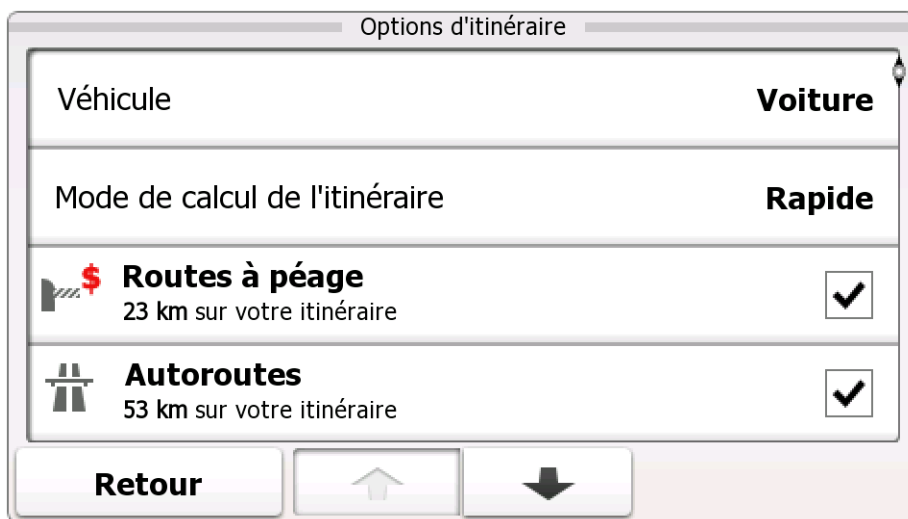 Options d'itinéraire
Véhicule Voiture
Mode de calcul de l'itinéraire Rapide
$ Routes à péage
23 km sur votre itinéraire
Autoroutes
53 km sur votre itinéraire
Retour